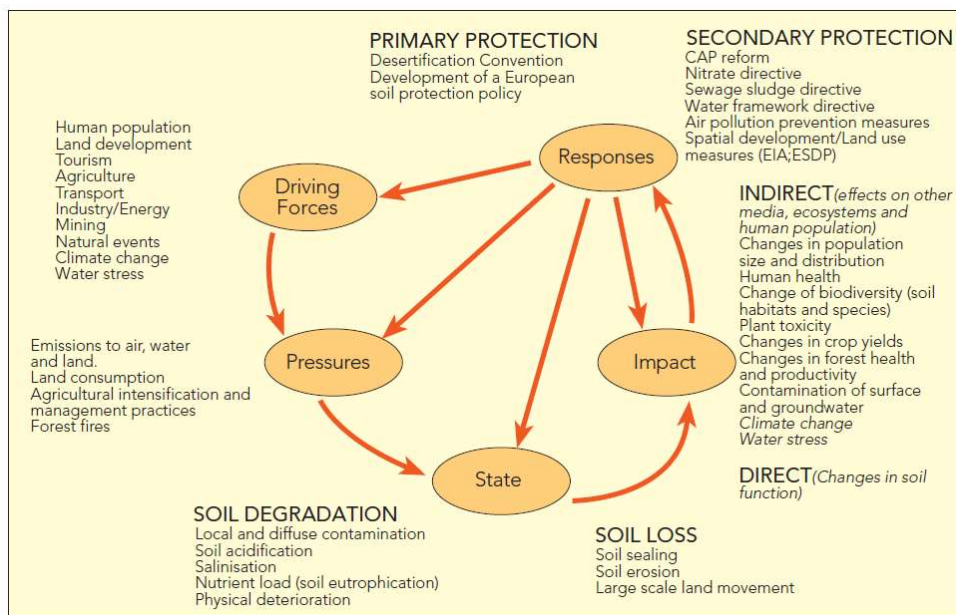 PRIMARY PROTECTION
Desertification Convention
Development of a European
soil protection policy
SECONDARY PROTECTION
CAP reform
Nitrate directive
Sewage sludge directive
Water framework directive
Air pollution prevention measures
Spatial development/Land use
measures (EIA;ESDP)
Human population
Land development
Tourism
Agriculture
Transport
Industry/Energy
Mining
Natural events
Climate change
Water stress
Driving
Forces
Responses
INDIRECT(effects on other
media, ecosystems and
human population)
Changes in population
size and distribution
Human health
Change of biodiversity (soil
habitats and species)
Plant toxicity
Changes in crop yields
Changes in forest health
and productivity
Contamination of surface
and groundwater
Climate change
Water stress
Emissions to air, water
and land.
Land consumption
Agricultural intensification and
management practices
Forest fires
Pressures
Impact
State
DIRECT(Changes in soil
function)
SOIL DEGRADATION
Local and diffuse contamination
Soil acidification
Salinisation
Nutrient load (soil eutrophication)
Physical deterioration
SOIL LOSS
Soil sealing
Soil erosion
Large scale land movement